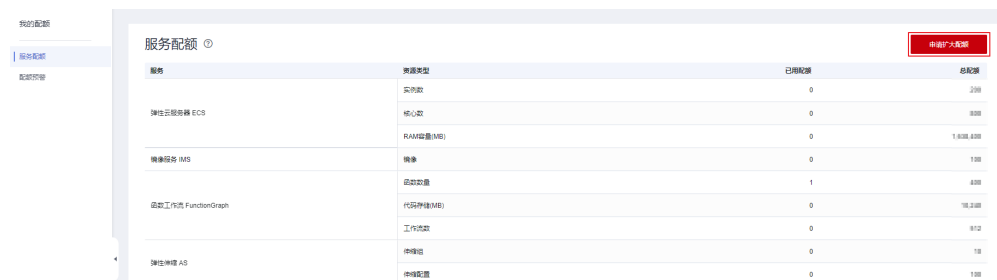 我的配额
服务配额
配额预警
服务配额
申请扩大配额
服务 资源类型 已用配额 总配额
弹性云服务器 ECS
实例数 0
核心数 0
RAM容量(MB) 0
镜像服务 IMS 镜像 0
函数工作流 FunctionGraph
函数数量 1
代码存储(MB) 0
工作流数 0
弹性伸缩 AS
伸缩组 0
伸缩配置 0